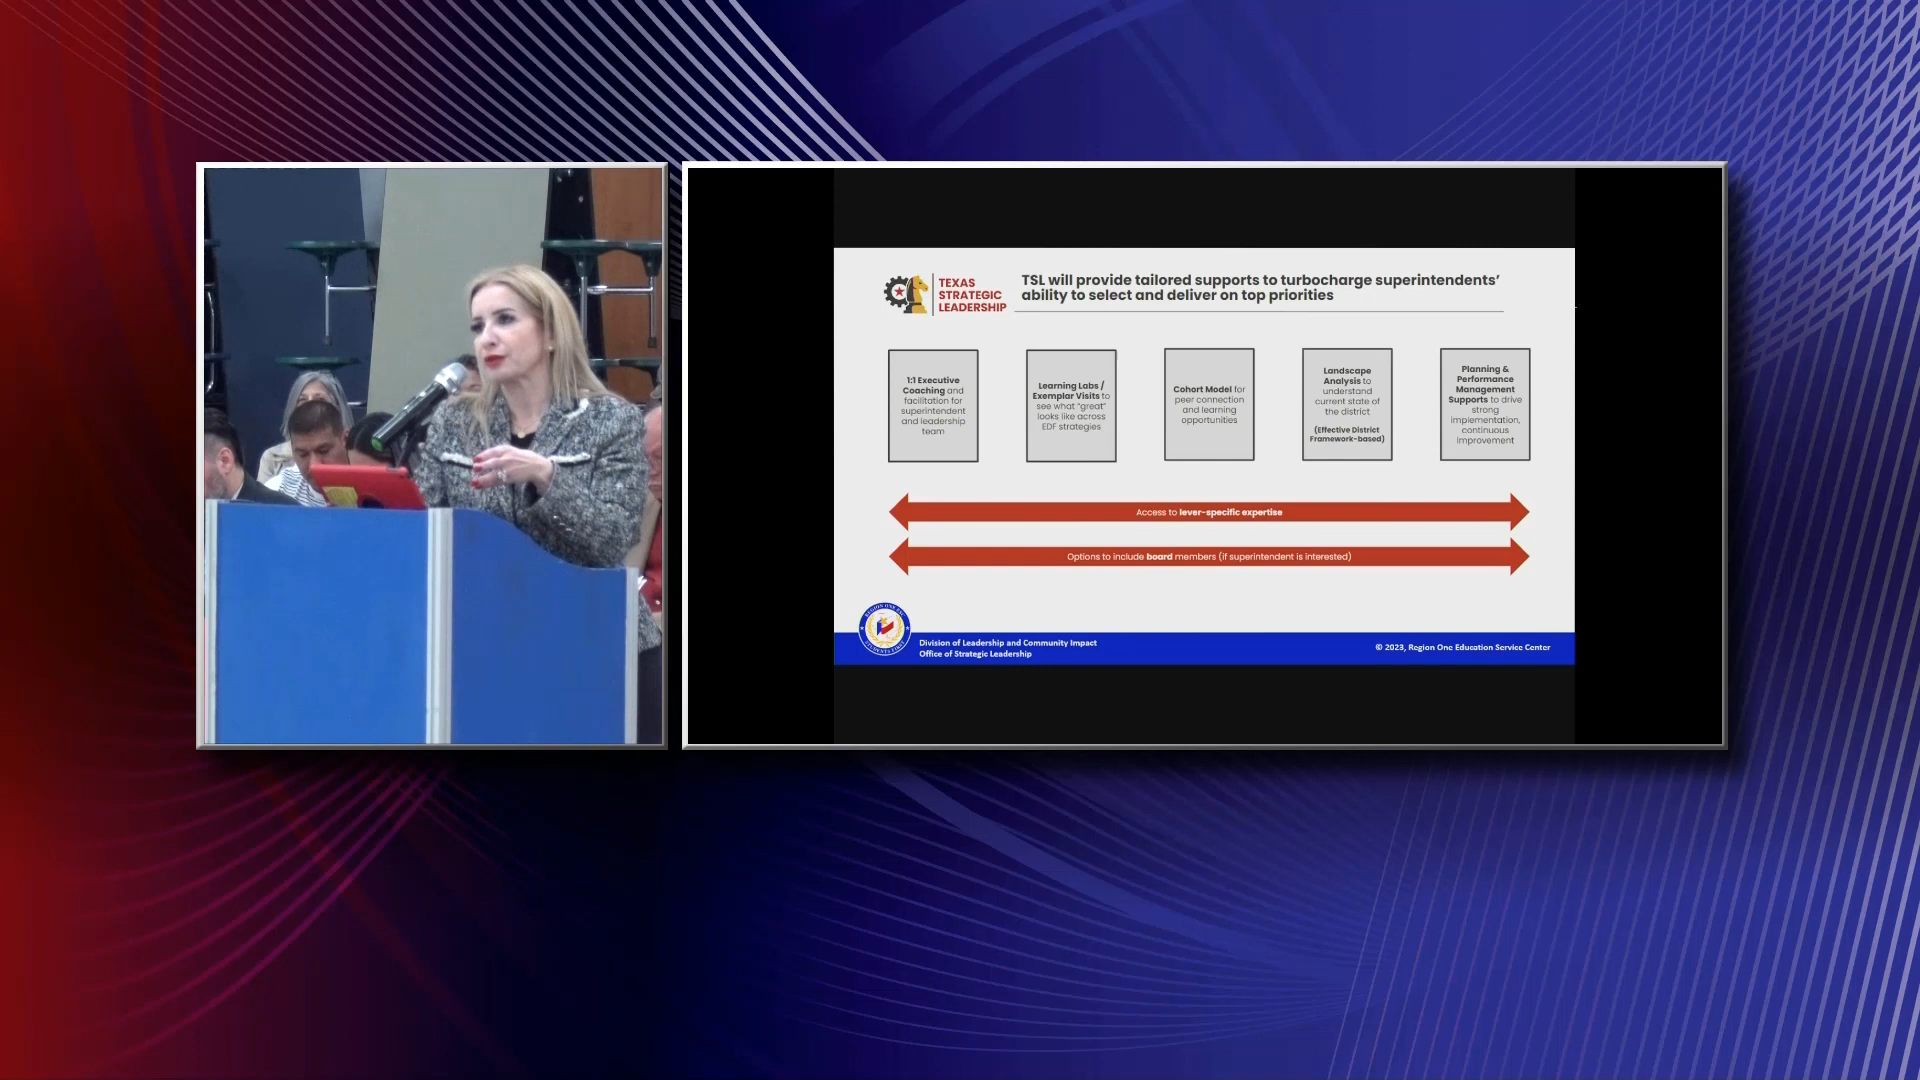 TEXAS
STRATEGIC
LEADERSHIP
TSL will provide tailored supports to turbocharge superintendents'
ability to select and deliver on top priorities
1:1 Executive
Coaching and
facilitation for
superintendent
and leadership
team
Learning Labs /
Exemplar Visits to
see what "great"
looks like across
EDF strategies
Cohort Model for
peer connection
and learning
opportunities
Landscape
Analysis to
understand
current state of
the district
(Effective District
Framework-based)
Planning &
Performance
Management
Supports to drive
strong
implementation,
continuous
improvement
Access to lever-specific expertise
Options to include board members (if superintendent is interested)
REGION ONE ESC
STUDENTS FIRST
Division of Leadership and Community Impact
Office of Strategic Leadership
© 2023, Region One Education Service Center